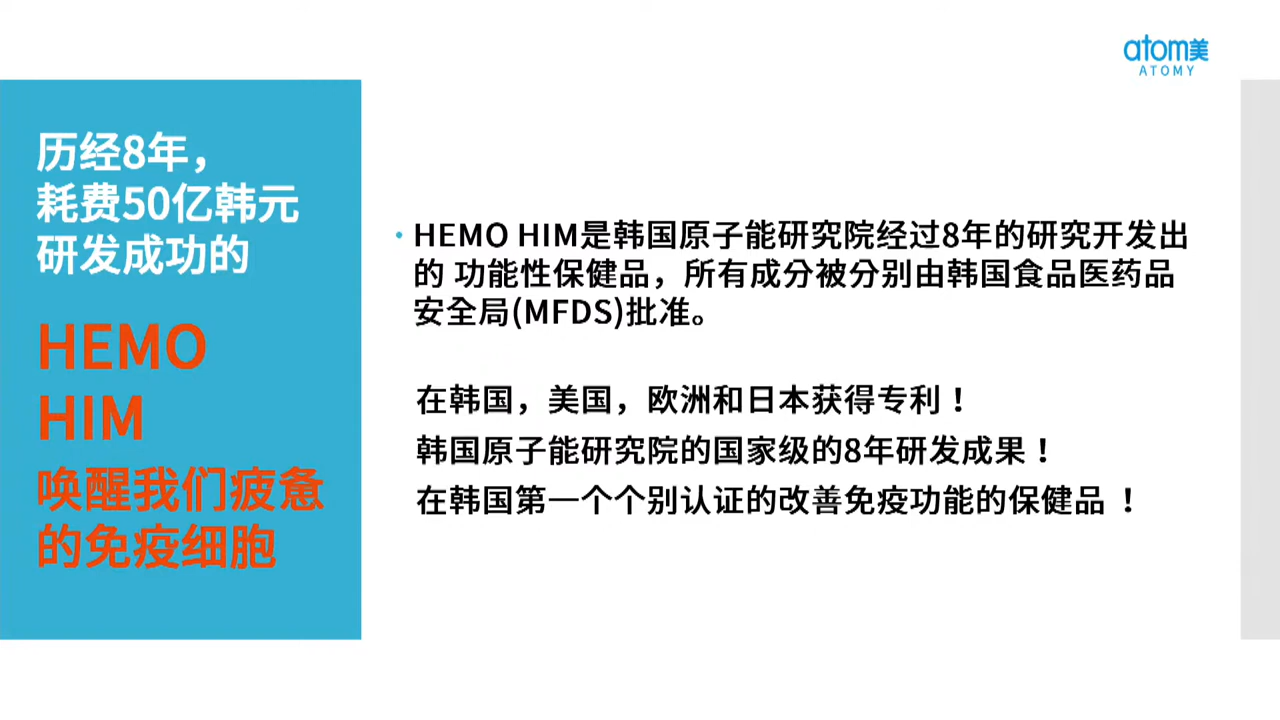 atom美
ATOMY
历经8年，
耗费50亿韩元
研发成功的
HEMO
HIM
唤醒我们疲惫
的免疫细胞
• HEMO HIM是韩国原子能研究院经过8年的研究开发出
的 功能性保健品，所有成分被分别由韩国食品医药品
安全局(MFDS)批准。
在韩国，美国，欧洲和日本获得专利！
韩国原子能研究院的国家级的8年研发成果！
在韩国第一个个别认证的改善免疫功能的保健品 ！